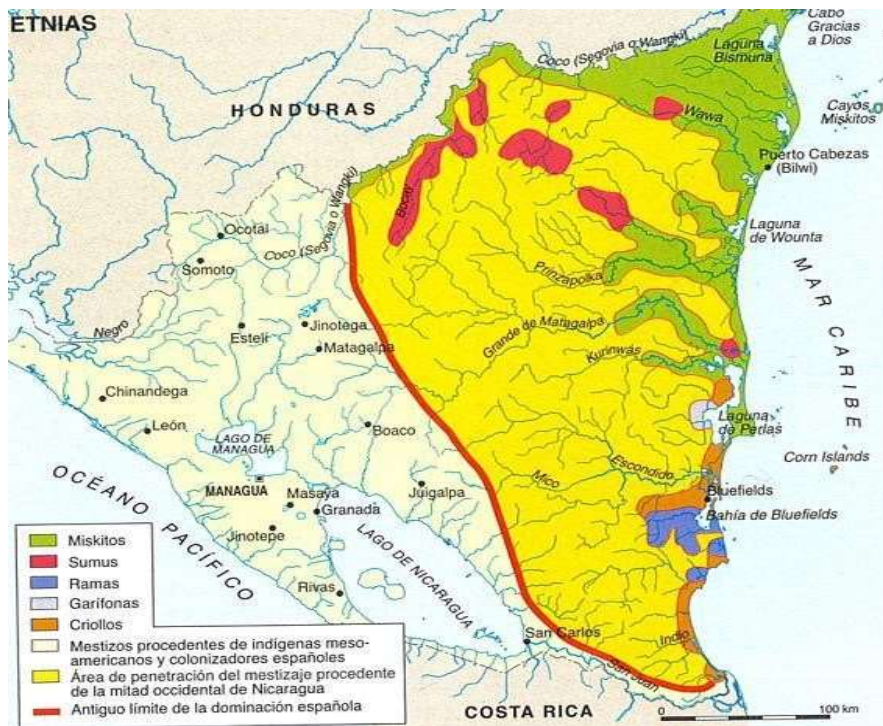 ETNIAS
Cabo
Gracias
a Dios
Coco (Segovia o Wangki)
Laguna
Bismuna
HONDURAS
Cayos
Miskitos
Wawa
Puerto Cabezas
(Bilwi)
Bocay
Coco (Segovia o Wangki)
Ocotal
Somoto
Laguna
de Wounta
Prinzapolka
MAR CARIBE
Negro
Estelí
Jinotega
Matagalpa
Grande de Matagalpa
Kurinwás
Chinandega
León
Boaco
Laguna
de Perlas
LAGO DE
MANAGUA
Corn Islands
Escondido
Mico
MANAGUA
Masaya
Granada
Juigalpa
Bluefields
Bahía de Bluefields
OCÉANO PACÍFICO
Jinotepe
LAGO DE NICARAGUA
Rivas
San Carlos
Indio
San Juan
COSTA RICA
0 100 km
Miskitos
Sumus
Ramas
Garífonas
Criollos
Mestizos procedentes de indígenas meso-
americanos y colonizadores españoles
Área de penetración del mestizaje procedente
de la mitad occidental de Nicaragua
Antiguo límite de la dominación española